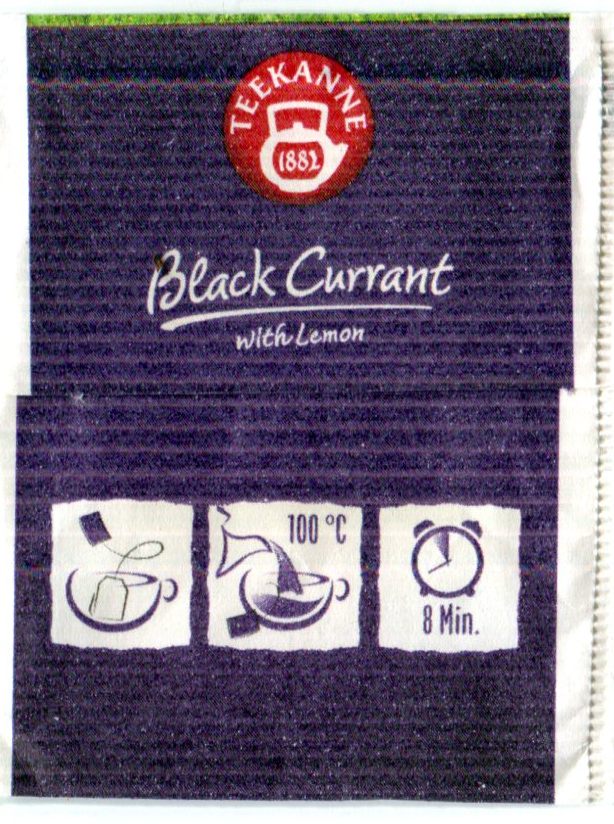 TEEKANNE
1882
Black Currant
with Lemon
100 °C
8 Min.